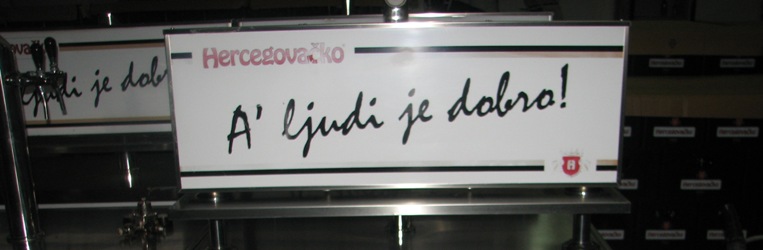 Hercegovačko
A' ljudi je dobro!